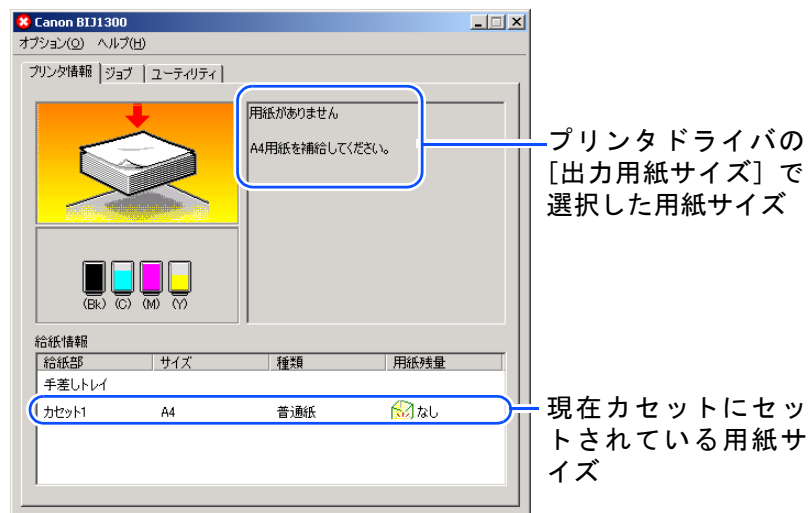 Canon BIJ1300
オプション(O) ヘルプ(H)
プリンタ情報 ジョブ ユーティリティ
用紙がありません
A4用紙を補給してください。
プリンタドライバの
[出力用紙サイズ]で
選択した用紙サイズ
(Bk) (C) (M) (Y)
給紙情報
給紙部 サイズ 種類 用紙残量
手差しトレイ
カセット1 A4 普通紙 なし
現在カセットにセッ
トされている用紙サ
イズ